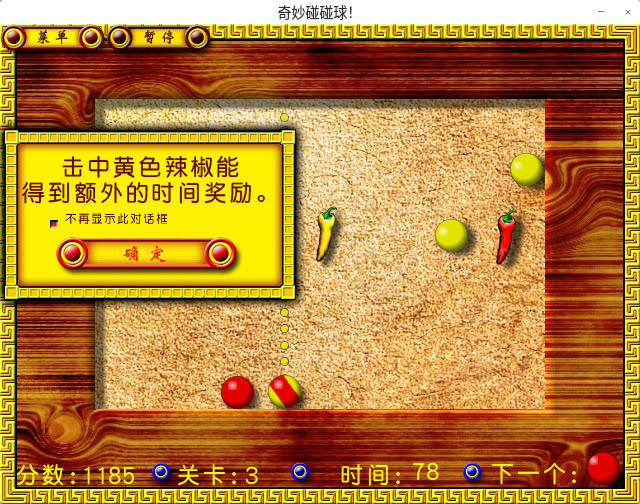 奇妙碰碰球!
菜单 暂停
击中黄色辣椒能
得到额外的时间奖励。
不再显示此对话框
确定
分数:1185 关卡:3 时间:78 下一个: